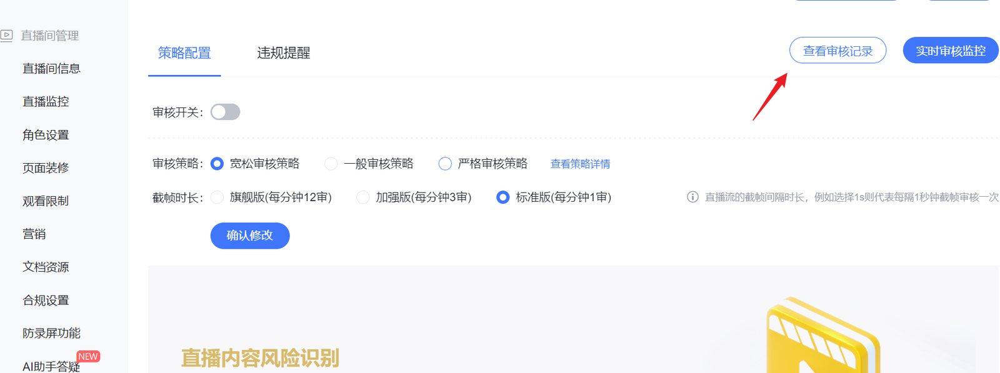 直播间管理
直播间信息
直播监控
角色设置
页面装修
观看限制
营销
文档资源
合规设置
防录屏功能
AI助手答疑 NEW
策略配置 违规提醒 查看审核记录 实时审核监控
审核开关：
审核策略： 宽松审核策略 一般审核策略 严格审核策略 查看策略详情
截帧时长： 旗舰版(每分钟12审) 加强版(每分钟3审) 标准版(每分钟1审) 直播流的截帧间隔时长，例如选择1s则代表每隔1秒钟截帧审核一次
确认修改
直播内容风险识别